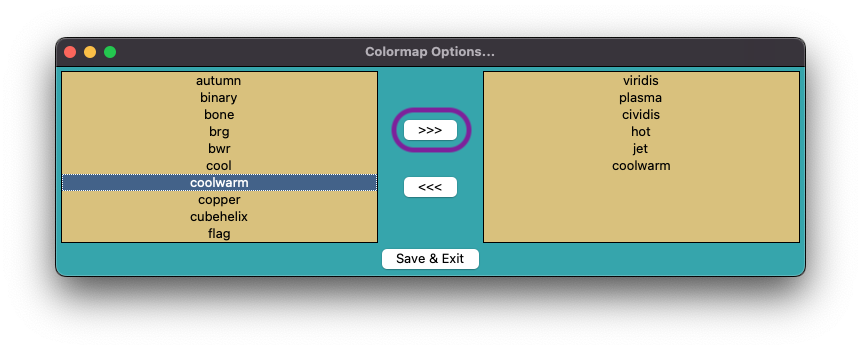 Colormap Options...
autumn
binary
bone
brg
bwr
cool
coolwarm
copper
cubehelix
flag
>>>
<<<
viridis
plasma
cividis
hot
jet
coolwarm
Save & Exit